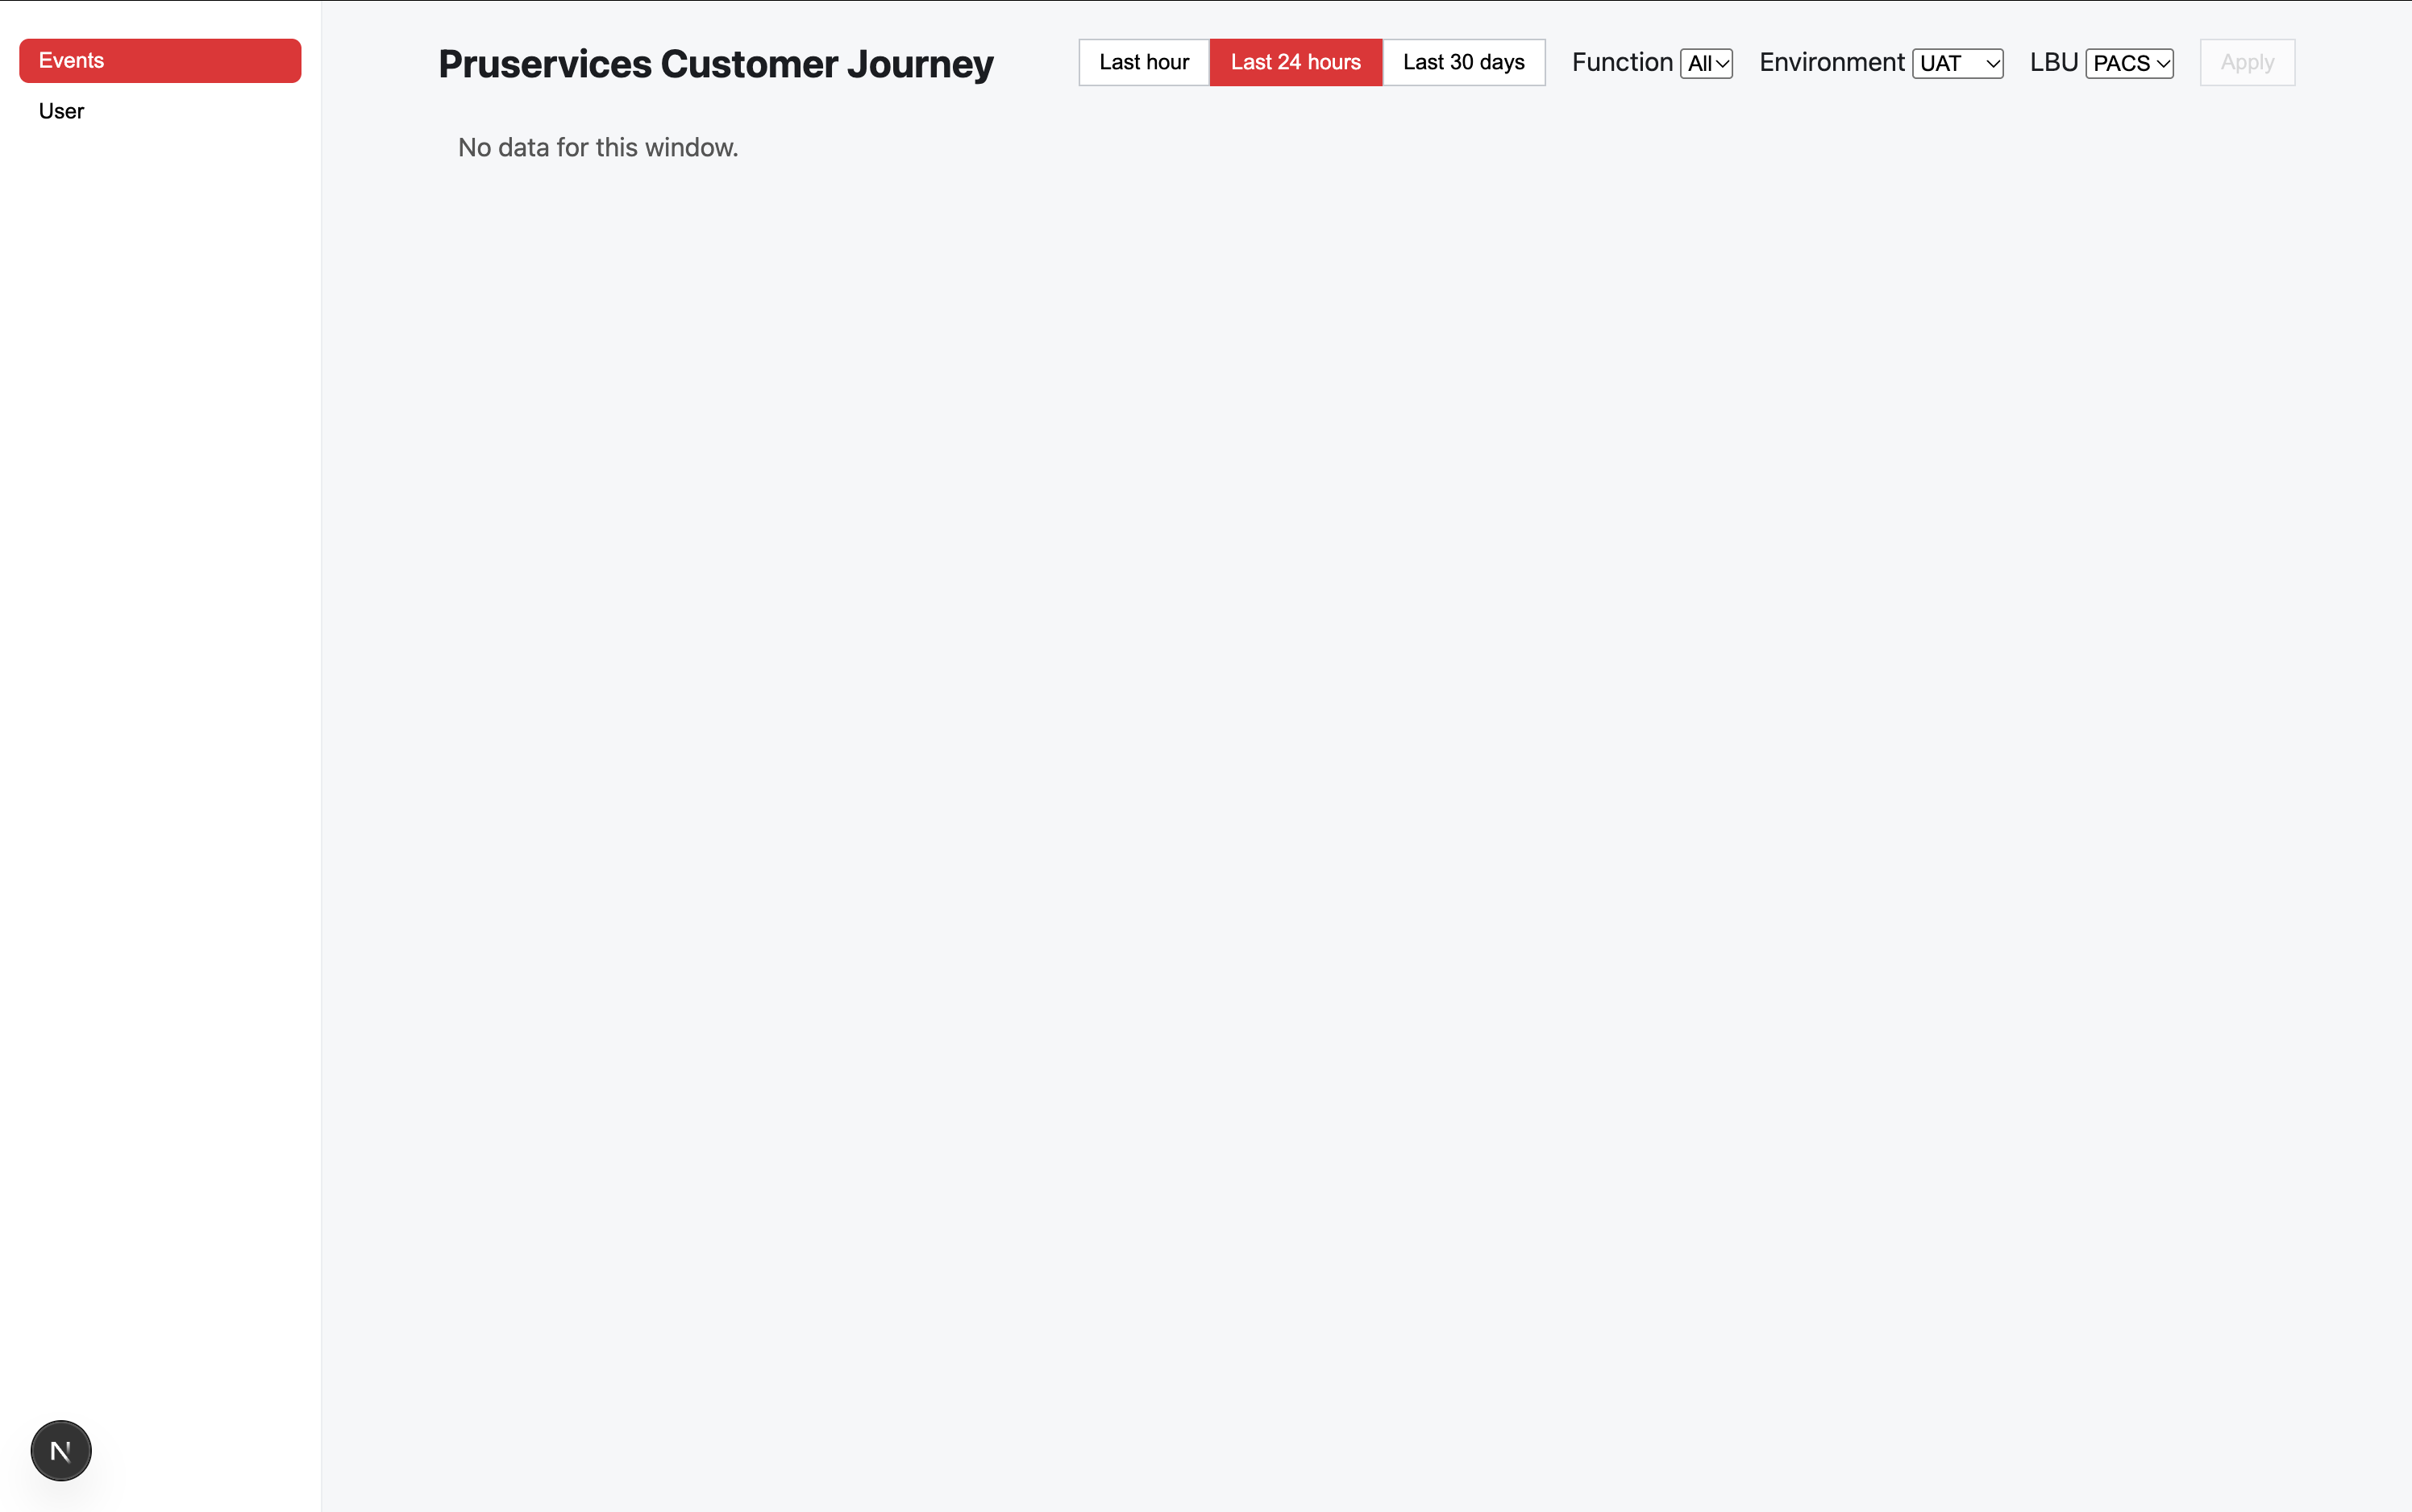 Events
User
Pruservices Customer Journey
Last hour Last 24 hours Last 30 days Function All Environment UAT LBU PACS Apply
No data for this window.
N